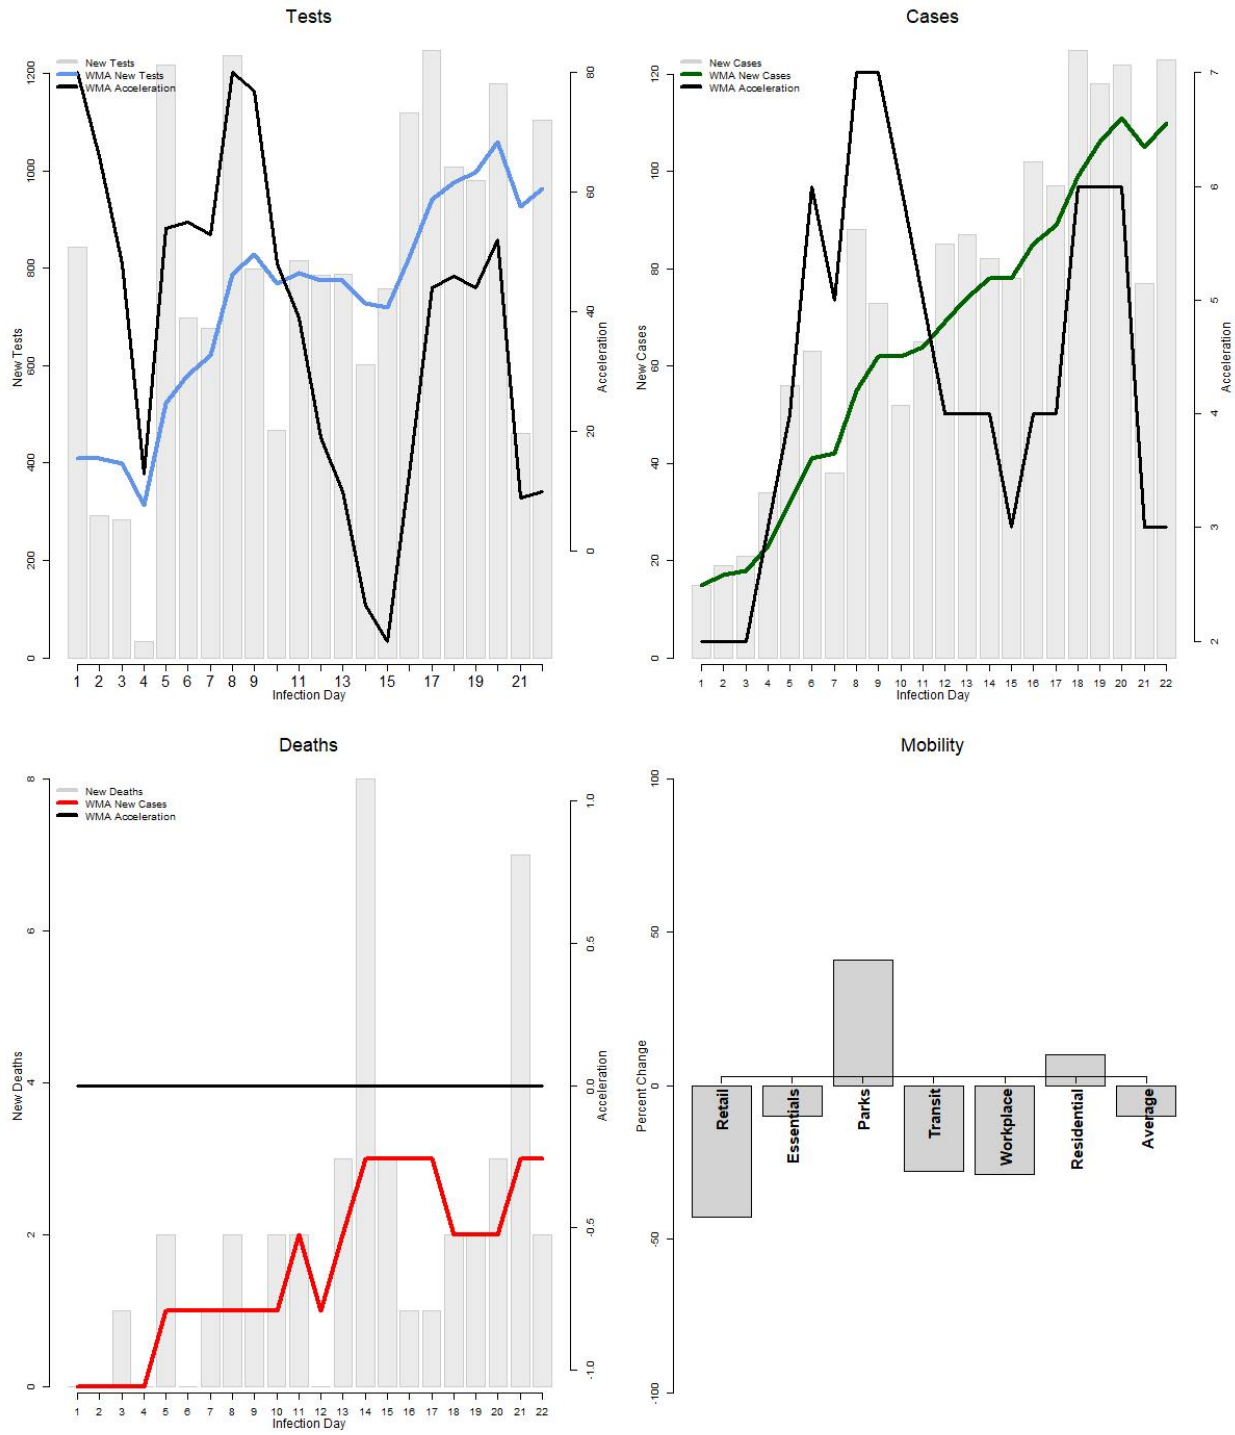 Tests
New Tests
WMA New Tests
WMA Acceleration
New Tests
0 200 400 600 800 1000 1200
Acceleration
0 20 40 60 80
1 2 3 4 5 6 7 8 9 11 13 15 17 19 21
Infection Day
Cases
New Cases
WMA New Cases
WMA Acceleration
New Cases
0 20 40 60 80 100 120
Acceleration
2 3 4 5 6 7
1 2 3 4 5 6 7 8 9 10 11 12 13 14 15 16 17 18 19 20 21 22
Infection Day
Deaths
New Deaths
WMA New Cases
WMA Acceleration
New Deaths
0 2 4 6 8
Acceleration
-1.0 -0.5 0.0 0.5 1.0
1 2 3 4 5 6 7 8 9 10 11 12 13 14 15 16 17 18 19 20 21 22
Infection Day
Mobility
Percent Change
-100 -50 0 50 100
Retail
Essentials
Parks
Transit
Workplace
Residential
Average